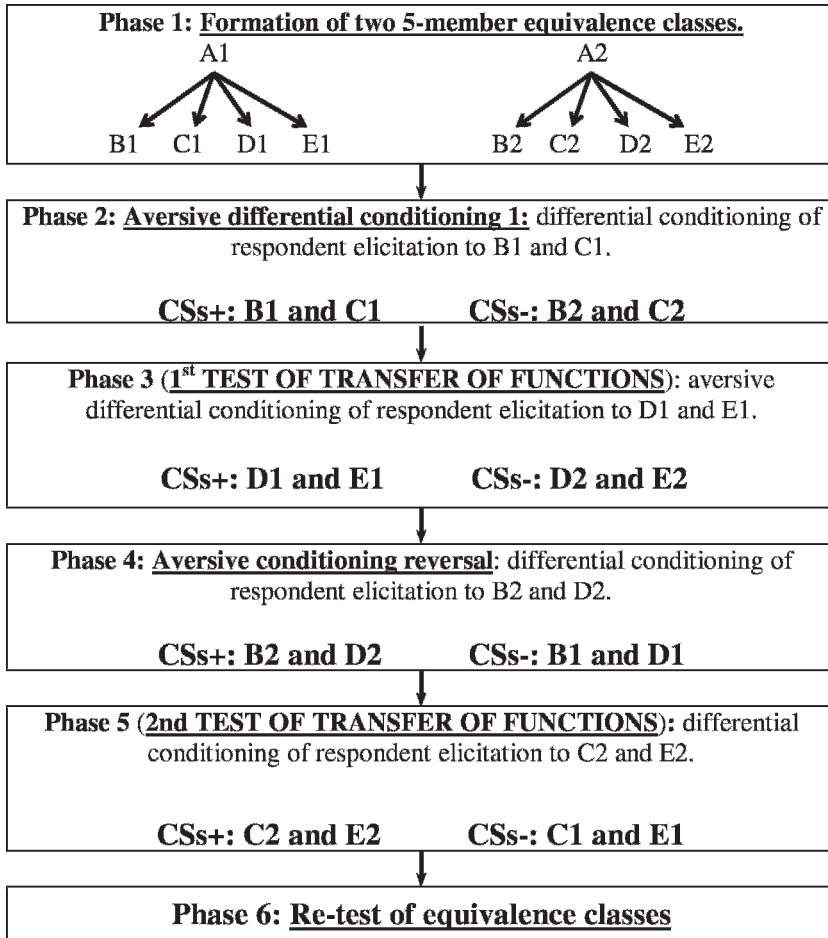 Phase 1: Formation of two 5-member equivalence classes.
A1 A2
B1 C1 D1 E1 B2 C2 D2 E2
Phase 2: Aversive differential conditioning 1: differential conditioning of
respondent elicitation to B1 and C1.
CSs+: B1 and C1 CSs-: B2 and C2
Phase 3 (1st TEST OF TRANSFER OF FUNCTIONS): aversive
differential conditioning of respondent elicitation to D1 and E1.
CSs+: D1 and E1 CSs-: D2 and E2
Phase 4: Aversive conditioning reversal: differential conditioning of
respondent elicitation to B2 and D2.
CSs+: B2 and D2 CSs-: B1 and D1
Phase 5 (2nd TEST OF TRANSFER OF FUNCTIONS): differential
conditioning of respondent elicitation to C2 and E2.
CSs+: C2 and E2 CSs-: C1 and E1
Phase 6: Re-test of equivalence classes